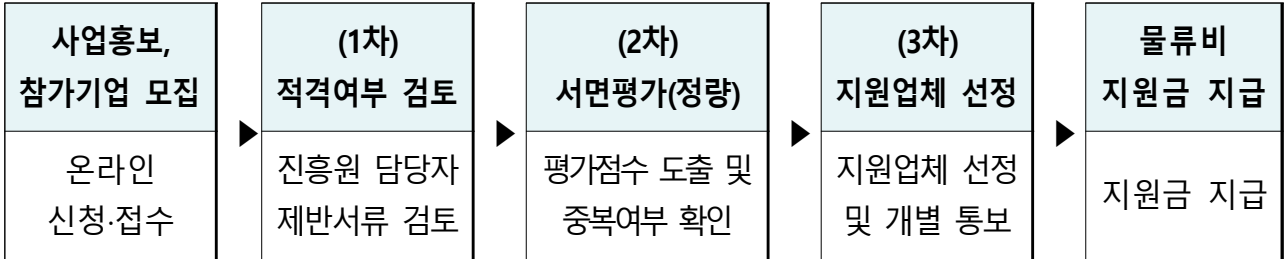 사업홍보,
참가기업 모집
온라인
신청·접수
▶
(1차)
적격여부 검토
진흥원 담당자
제반서류 검토
▶
(2차)
서면평가(정량)
평가점수 도출 및
중복여부 확인
▶
(3차)
지원업체 선정
지원업체 선정
및 개별 통보
▶
물류비
지원금 지급
지원금 지급